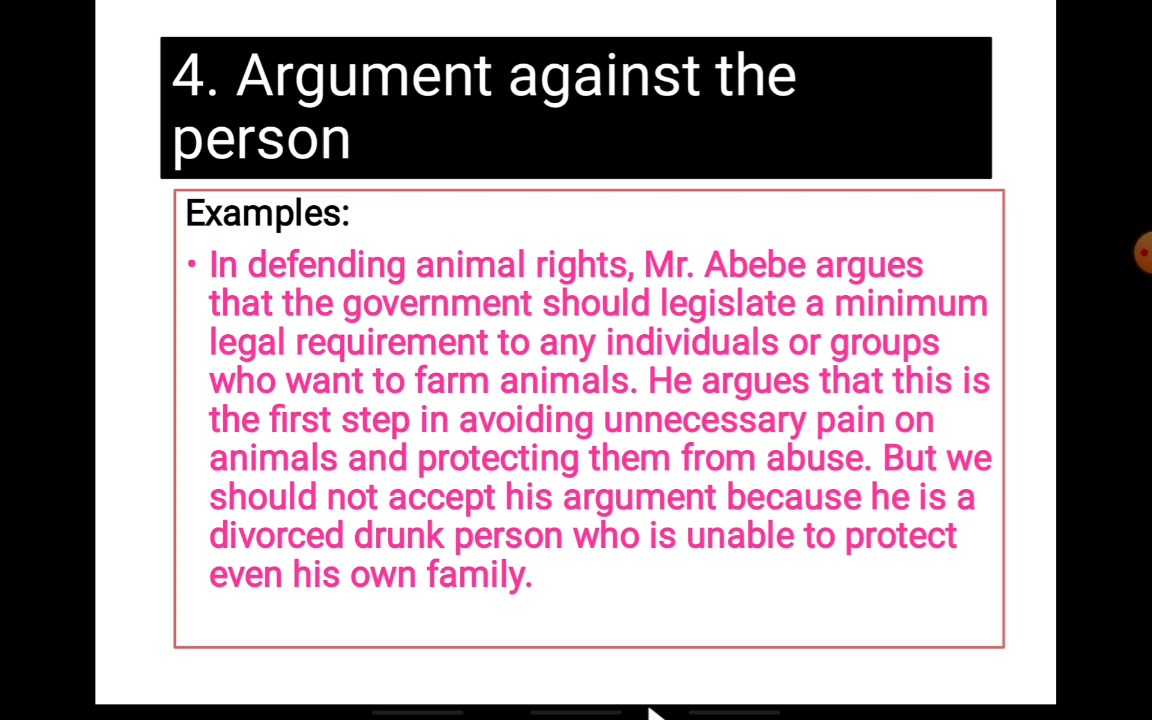 4. Argument against the
person
Examples:
• In defending animal rights, Mr. Abebe argues
that the government should legislate a minimum
legal requirement to any individuals or groups
who want to farm animals. He argues that this is
the first step in avoiding unnecessary pain on
animals and protecting them from abuse. But we
should not accept his argument because he is a
divorced drunk person who is unable to protect
even his own family.